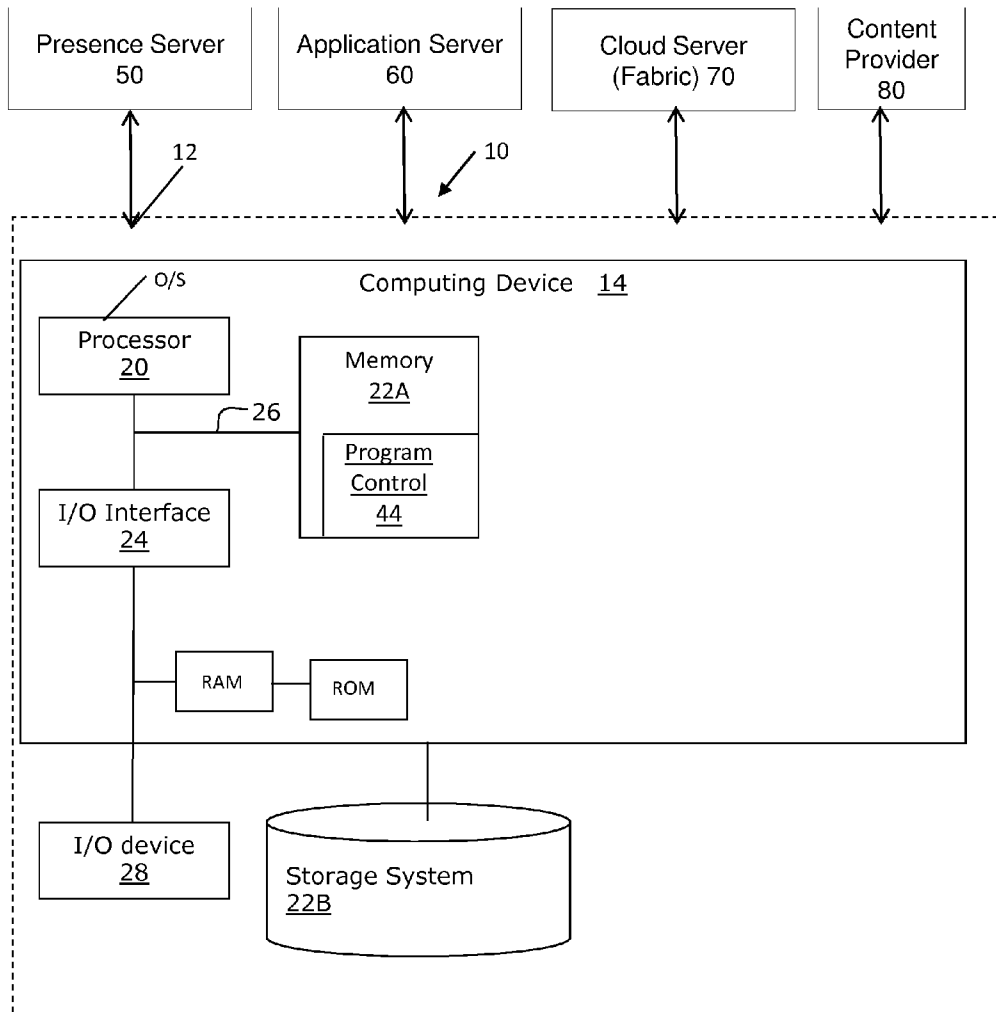 Presence Server
50
Application Server
60
Cloud Server
(Fabric) 70
Content
Provider
80
12
10
O/S
Computing Device 14
Processor
20
Memory
22A
26
Program
Control
44
I/O Interface
24
RAM
ROM
I/O device
28
Storage System
22B